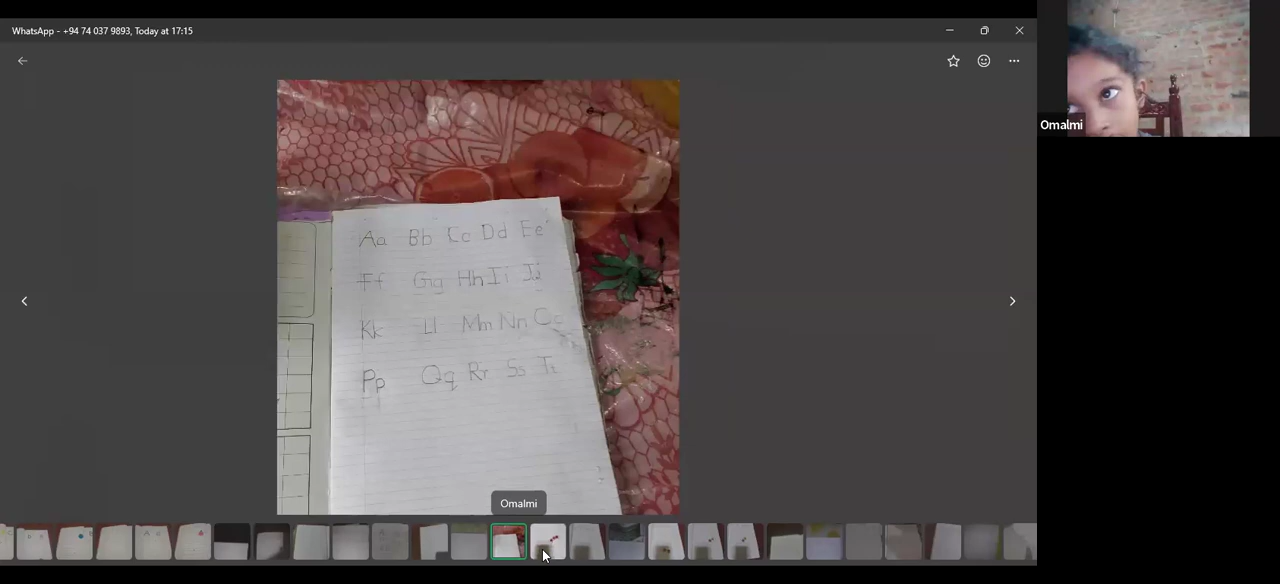 WhatsApp - +94 74 037 9893, Today at 17:15
Omalmi
Aa Bb Cc Dd Ee
Ff Gg Hh Ii Jj
Kk Ll Mm Nn Oo
Pp Qq Rr Ss Tt
Omalmi